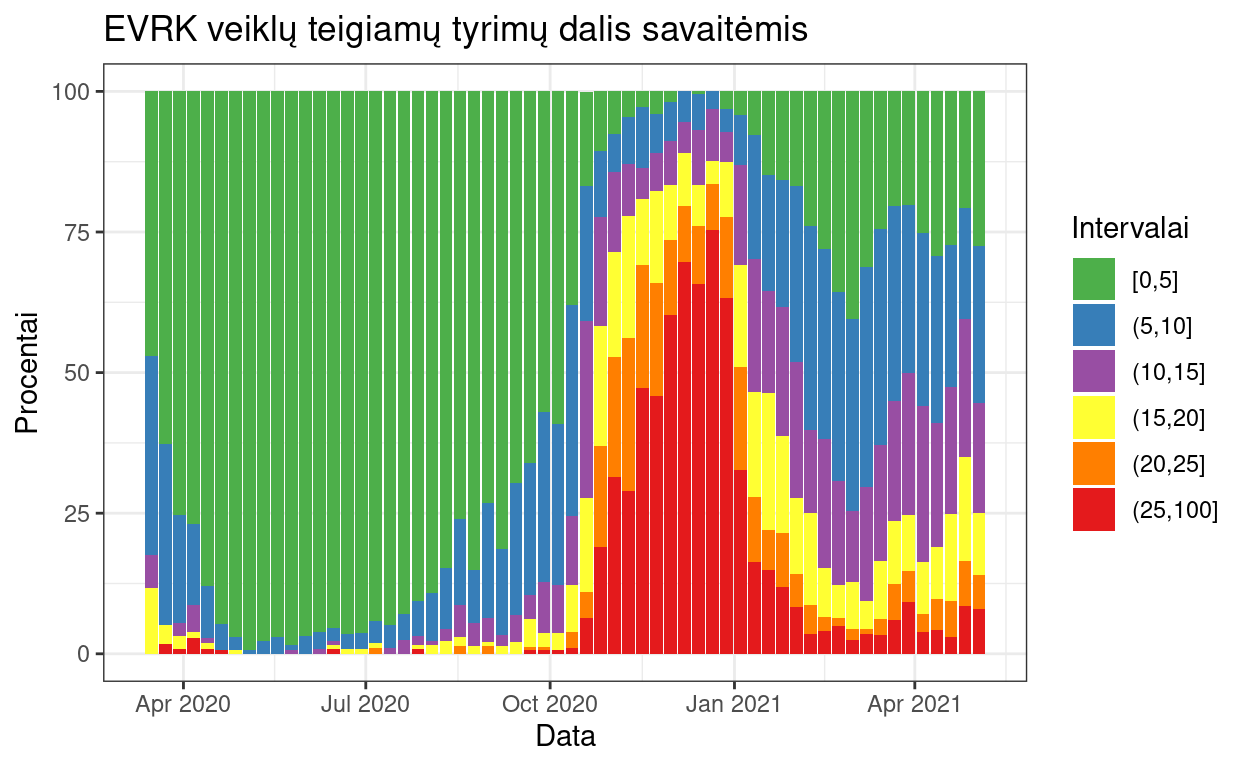 EVRK veiklų teigiamų tyrimų dalis savaitėmis
100
75
50
25
0
Procentai
Apr 2020
Jul 2020
Oct 2020
Jan 2021
Apr 2021
Data
Intervalai
[0,5]
(5,10]
(10,15]
(15,20]
(20,25]
(25,100]